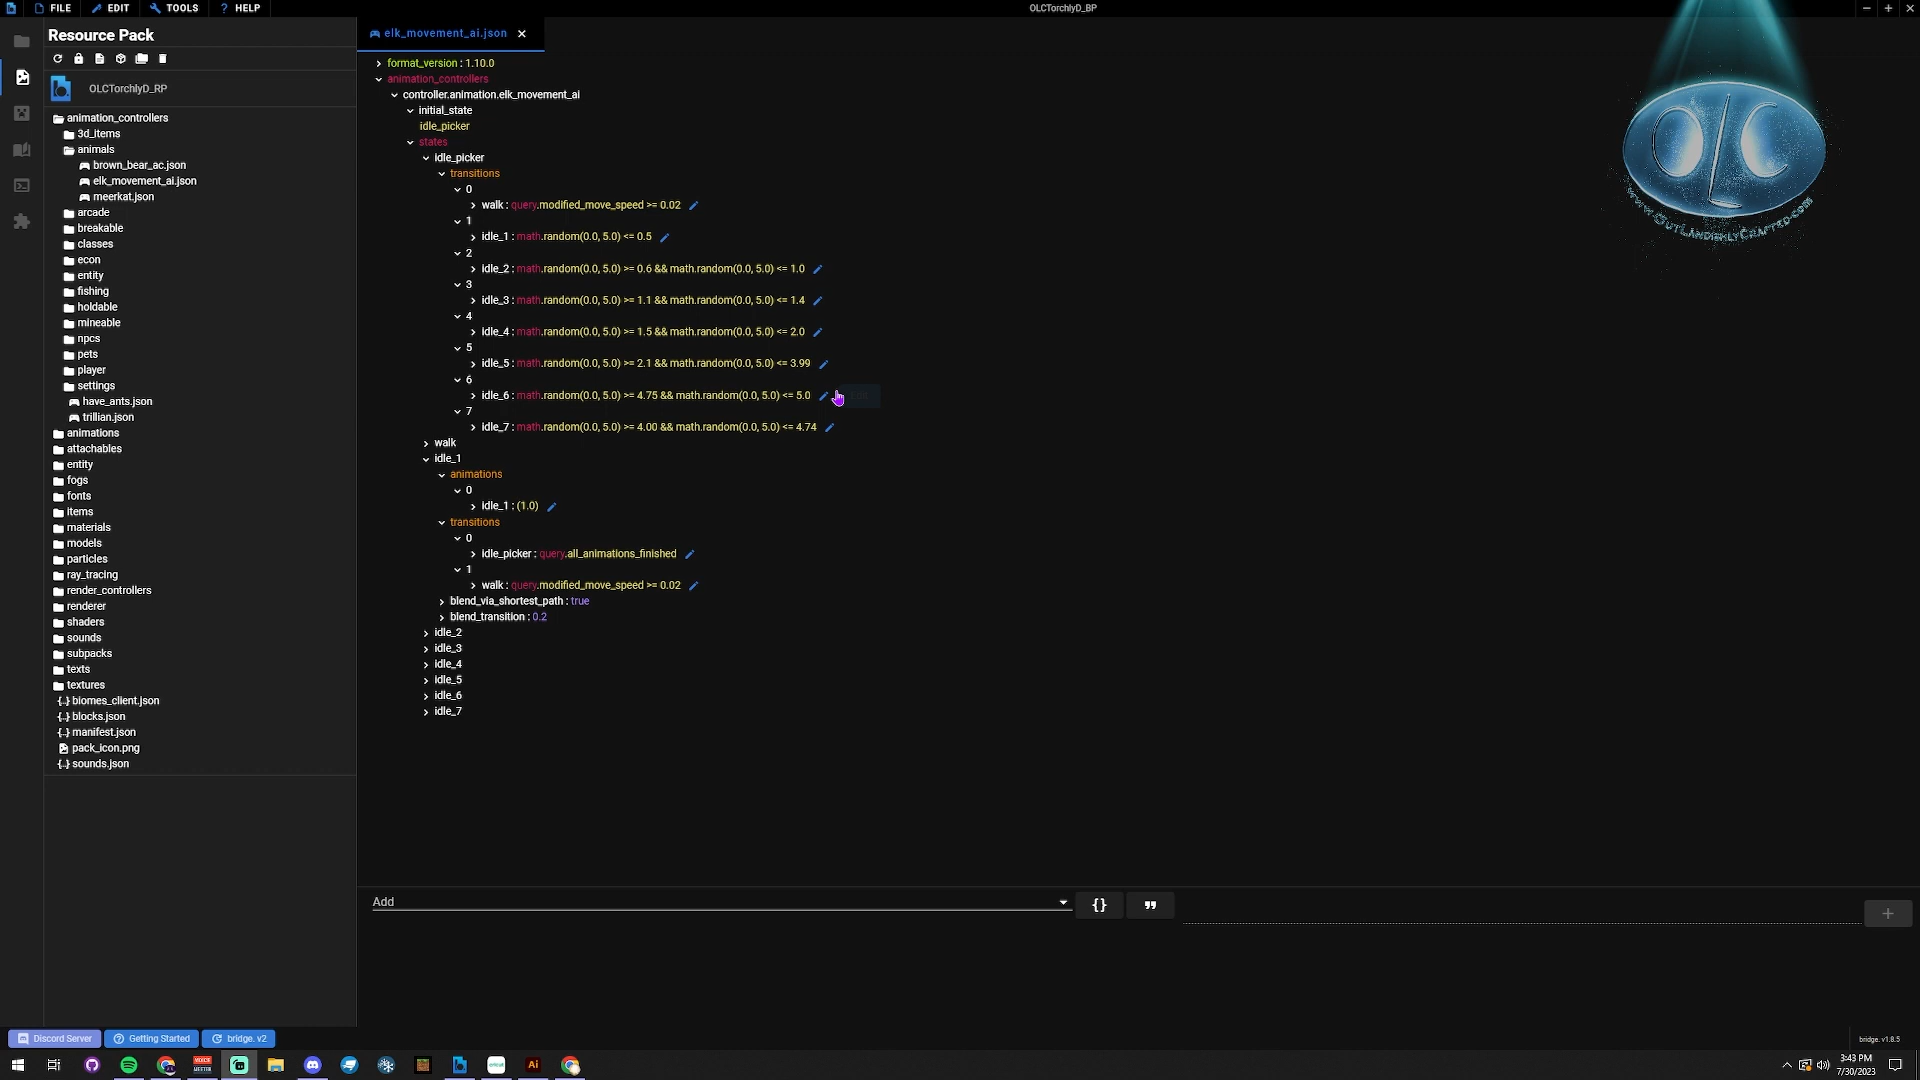 FILE EDIT TOOLS HELP
OLCTorchlyD_BP
Resource Pack
OLCTorchlyD_RP
animation_controllers
3d_items
animals
brown_bear_ac.json
elk_movement_ai.json
meerkat.json
arcade
breakable
classes
econ
entity
fishing
holdable
mineable
npcs
pets
player
settings
have_ants.json
trillian.json
animations
attachables
entity
fogs
fonts
items
materials
models
particles
ray_tracing
render_controllers
renderer
shaders
sounds
subpacks
texts
textures
biomes_client.json
blocks.json
manifest.json
pack_icon.png
sounds.json
elk_movement_ai.json
format_version : 1.10.0
animation_controllers
controller.animation.elk_movement_ai
initial_state
idle_picker
states
idle_picker
transitions
0
walk : query.modified_move_speed >= 0.02
1
idle_1 : math.random(0.0, 5.0) <= 0.5
2
idle_2 : math.random(0.0, 5.0) >= 0.6 && math.random(0.0, 5.0) <= 1.0
3
idle_3 : math.random(0.0, 5.0) >= 1.1 && math.random(0.0, 5.0) <= 1.4
4
idle_4 : math.random(0.0, 5.0) >= 1.5 && math.random(0.0, 5.0) <= 2.0
5
idle_5 : math.random(0.0, 5.0) >= 2.1 && math.random(0.0, 5.0) <= 3.99
6
idle_6 : math.random(0.0, 5.0) >= 4.75 && math.random(0.0, 5.0) <= 5.0
7
idle_7 : math.random(0.0, 5.0) >= 4.00 && math.random(0.0, 5.0) <= 4.74
walk
idle_1
animations
0
idle_1 : (1.0)
transitions
0
idle_picker : query.all_animations_finished
1
walk : query.modified_move_speed >= 0.02
blend_via_shortest_path : true
blend_transition : 0.2
idle_2
idle_3
idle_4
idle_5
idle_6
idle_7
OLC
www.OutLandishlyCrafted.com
Add
{}
Discord Server Getting Started bridge. v2
bridge. v1.8.5
VOICE
MEETER
cricut
Ai
3:43 PM
7/30/2023